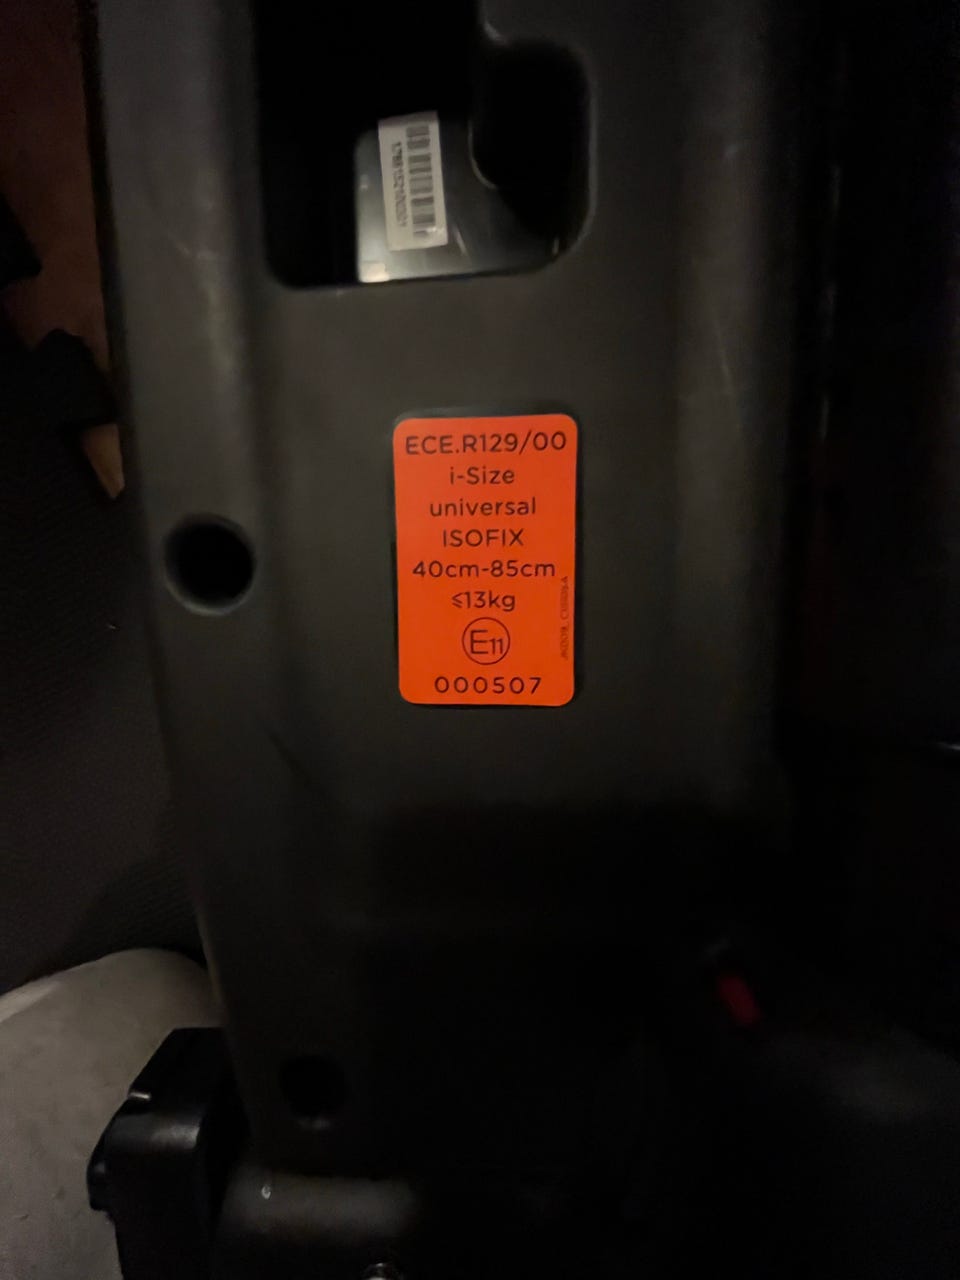 ECE.R129/00
i-Size
universal
ISOFIX
40cm-85cm
≤13kg
E11
000507